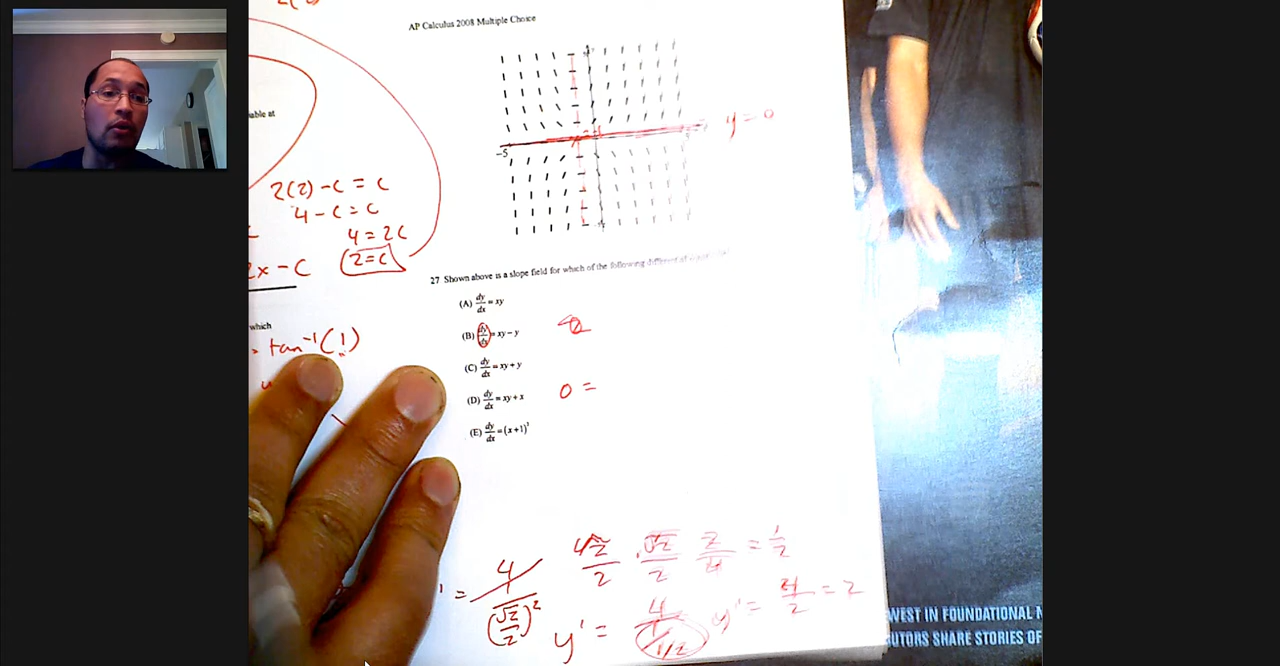 AP Calculus 2008 Multiple Choice
able at
2(2) - c = c
4 - c = c
4 = 2c
2 = c
2x - c
which
= tan⁻¹(1)
y = 0
-5
27 Shown above is a slope field for which of the following
(A) dy/dx = xy
(B) dy/dx = xy - y
(C) dy/dx = xy + y
(D) dy/dx = xy + x
0 =
(E) dy/dx = (x+1)
' = 4/(√2/2)²
√2/2
2/4 = 1/2
y' = 4/(1/2)
y' = 4/2 = 2
WEST IN FOUNDATIONAL
UTORS SHARE STORIES OF